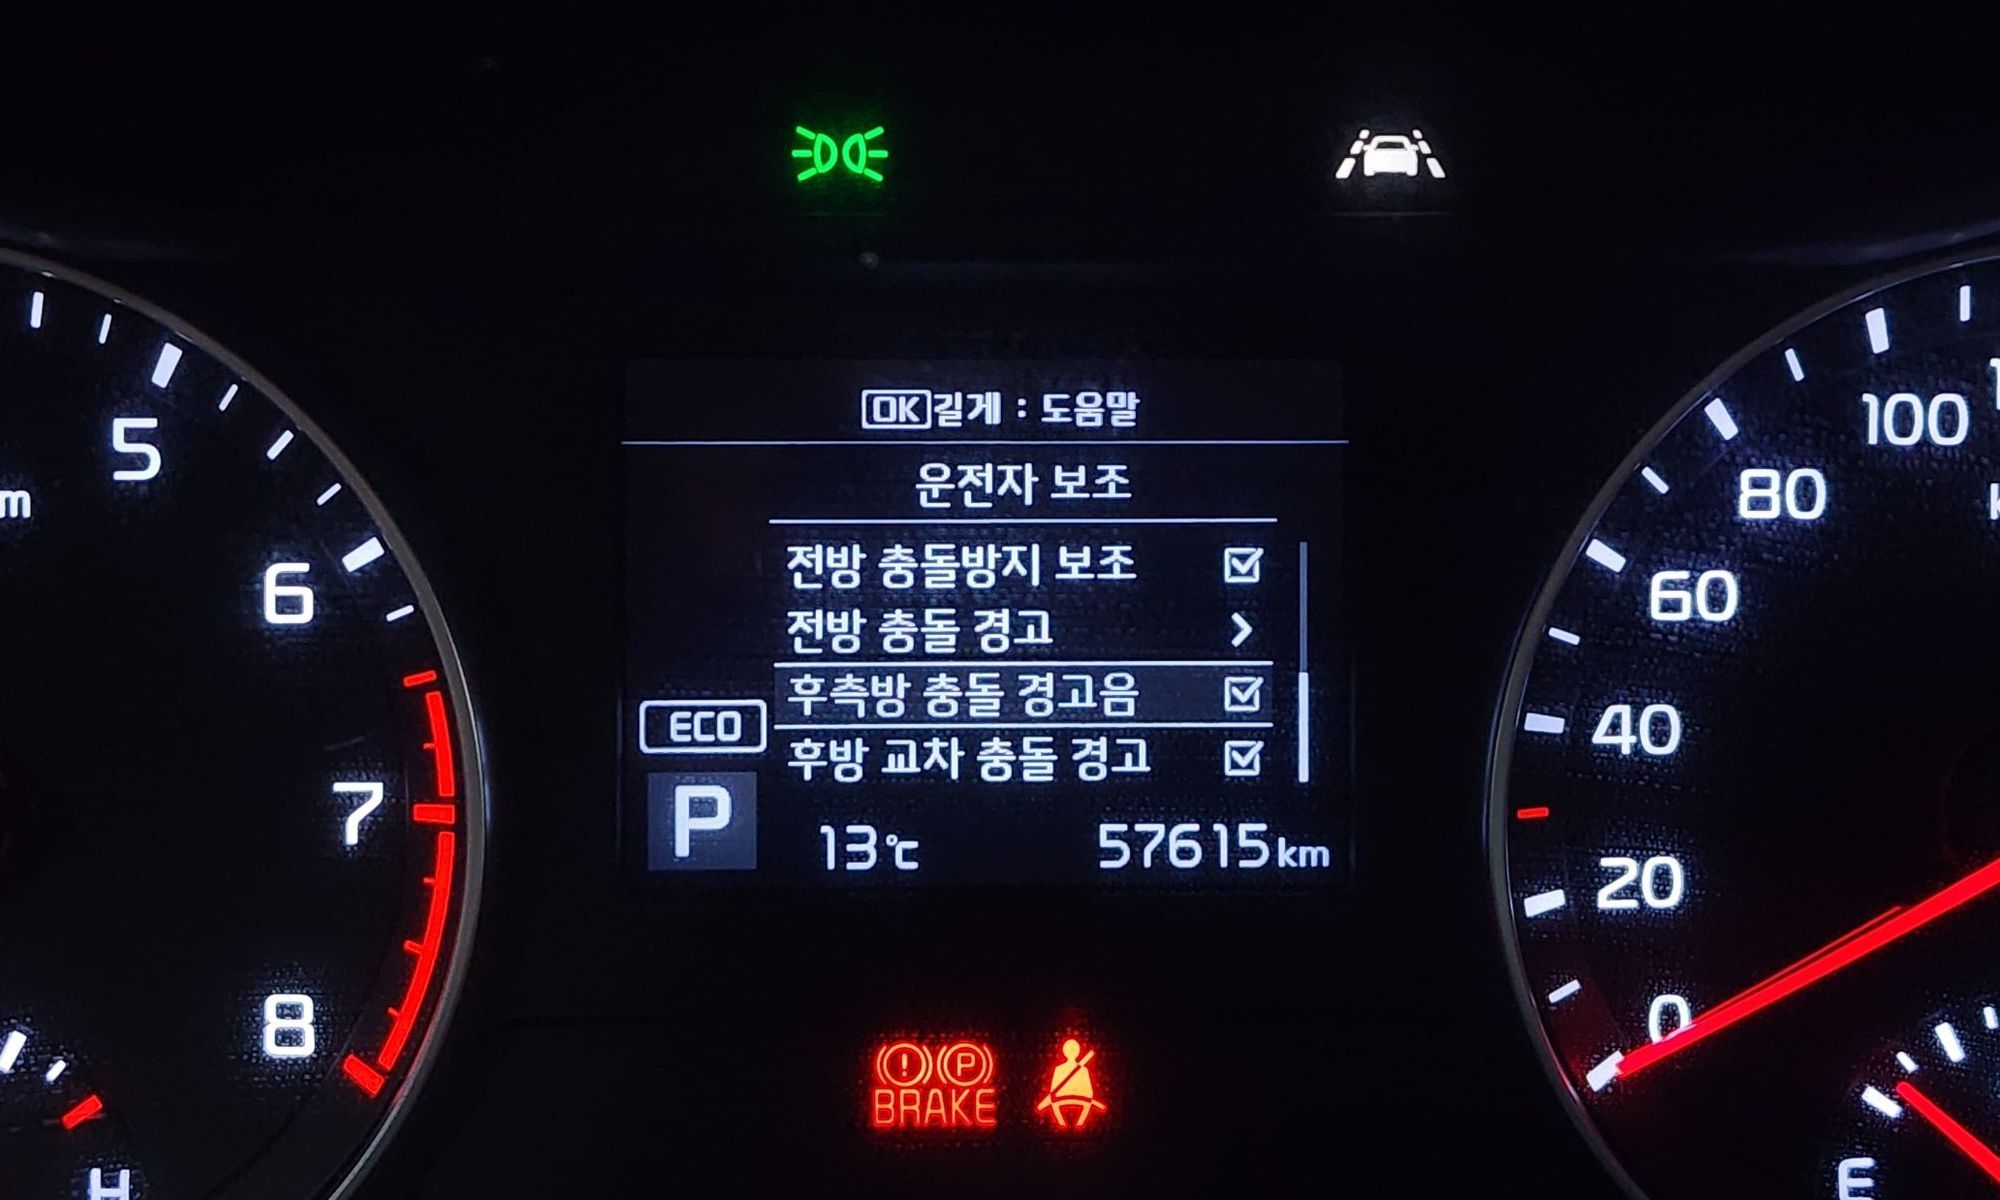 OK길게 : 도움말
운전자 보조
전방 충돌방지 보조
전방 충돌 경고
후측방 충돌 경고음
후방 교차 충돌 경고
ECO
P
13℃
57615km
5
6
7
8
H
m
100
80
60
40
20
0
E
P
BRAKE